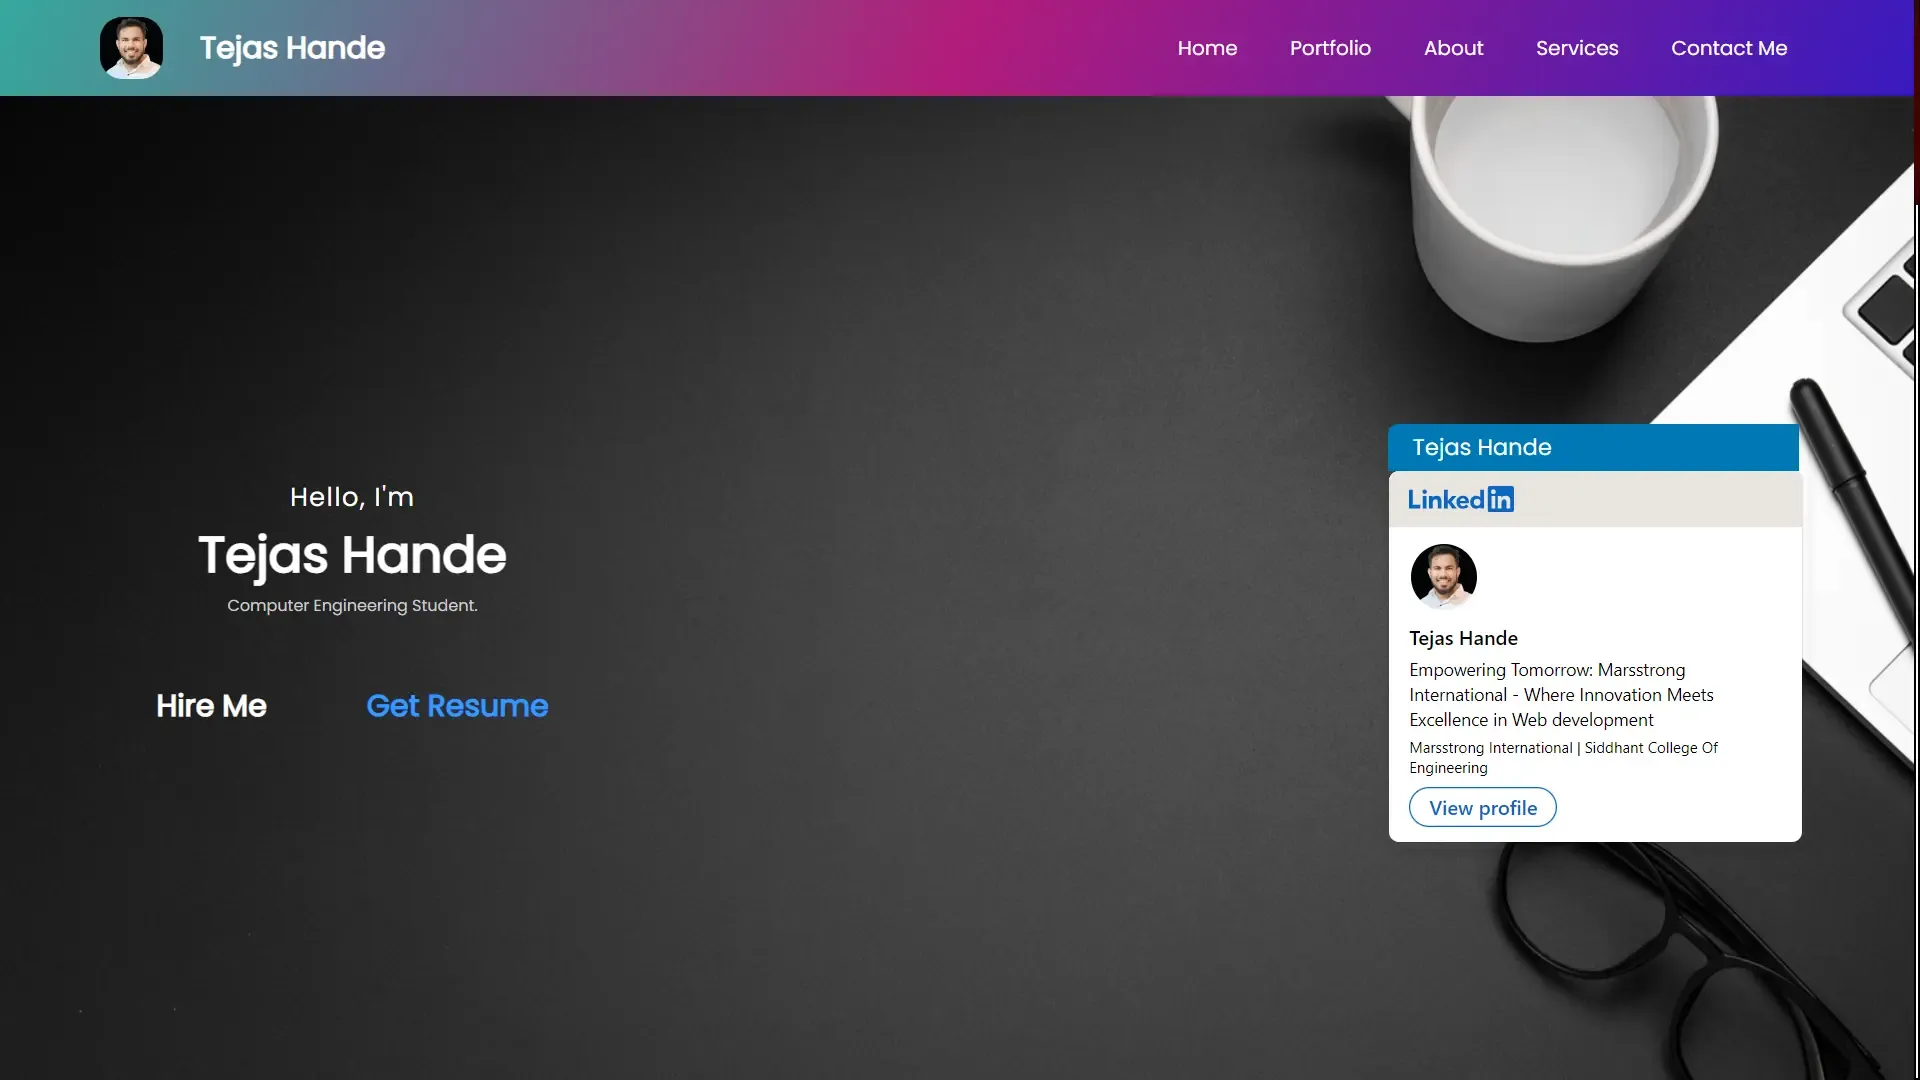 Tejas Hande
Home Portfolio About Services Contact Me
Hello, I'm
Tejas Hande
Computer Engineering Student.
Hire Me Get Resume
Tejas Hande
Linkedin
Tejas Hande
Empowering Tomorrow: Marsstrong
International - Where Innovation Meets
Excellence in Web development
Marsstrong International | Siddhant College Of
Engineering
View profile